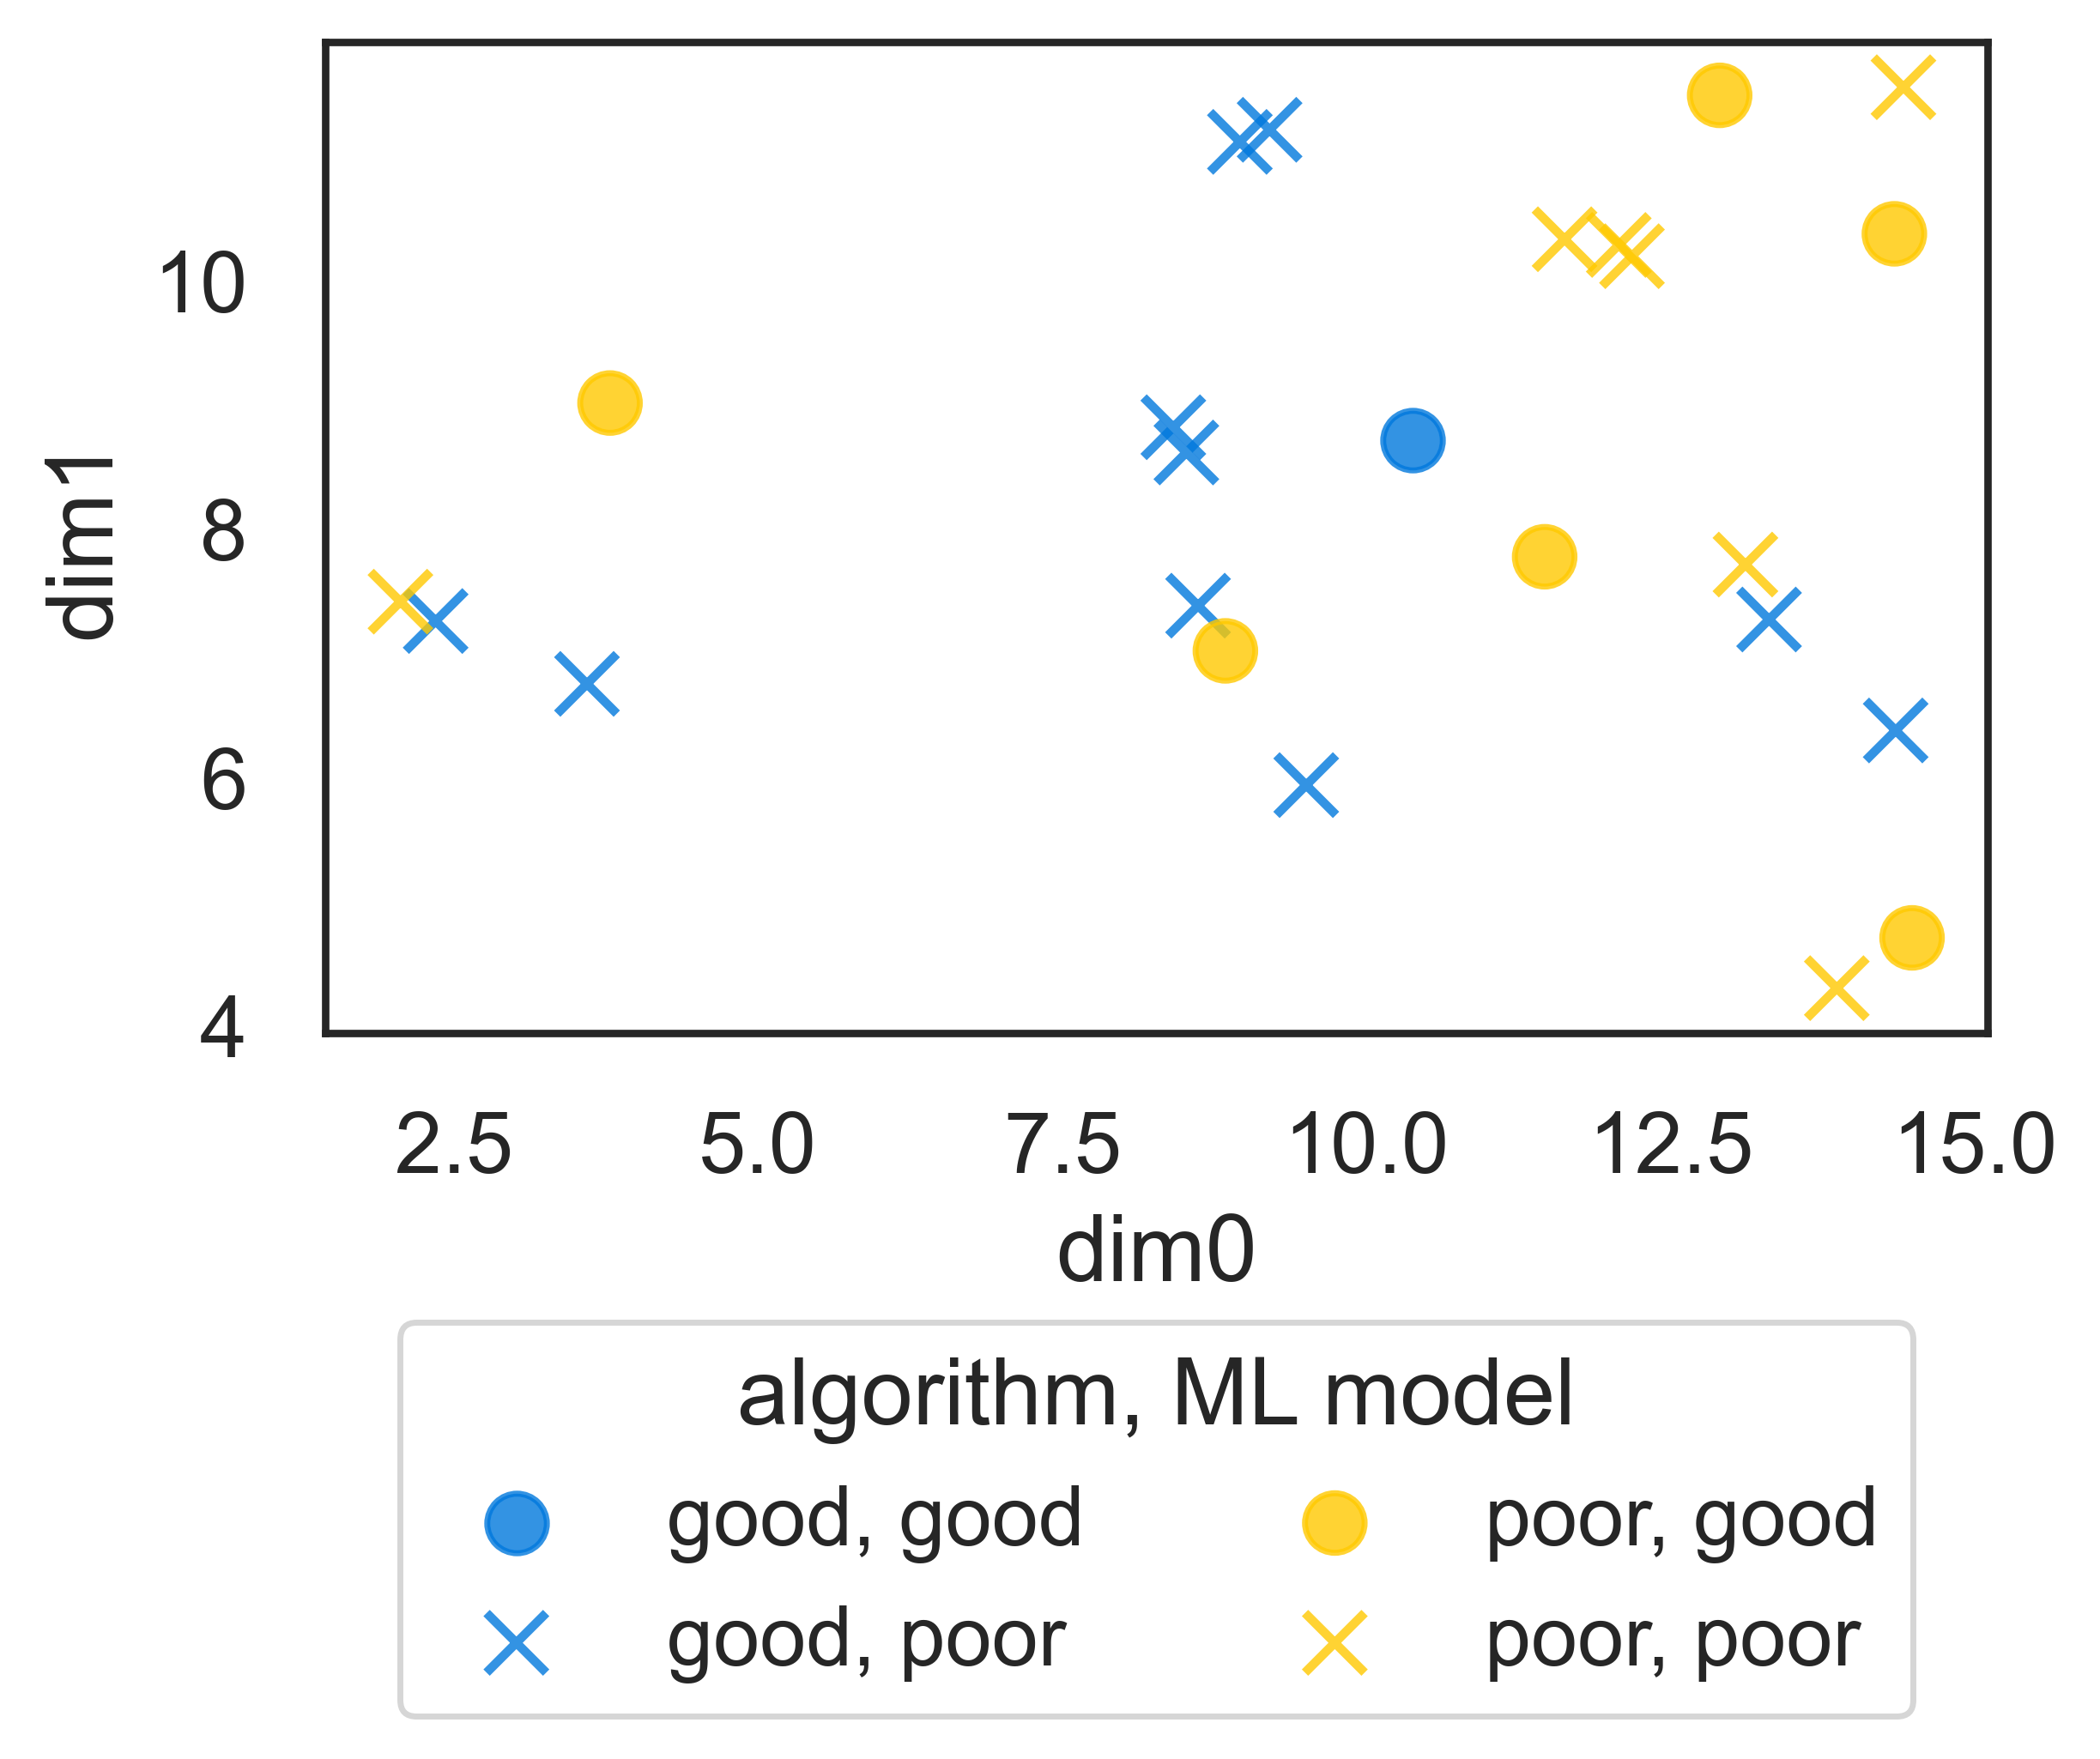 10
8
6
4
dim1
2.5 5.0 7.5 10.0 12.5 15.0
dim0
algorithm, ML model
good, good poor, good
good, poor poor, poor